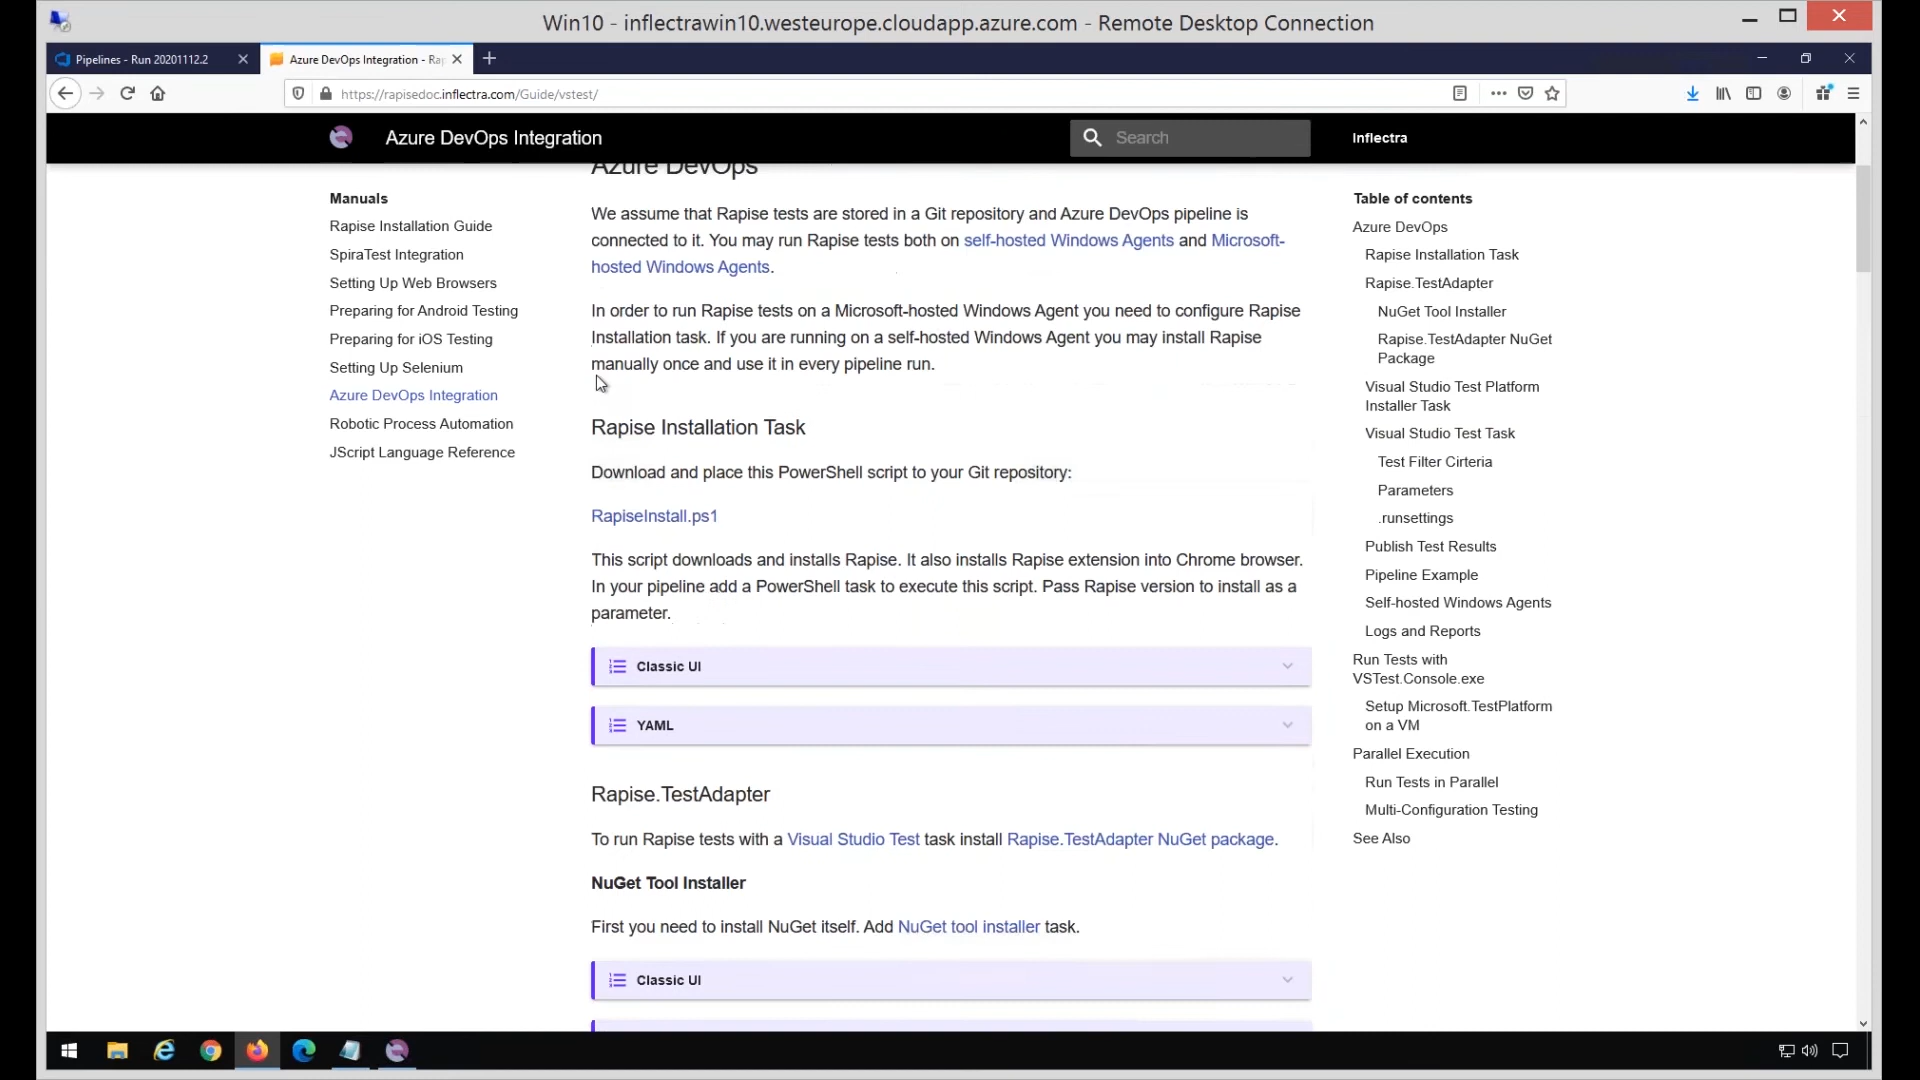 Win10 - inflectrawin10.westeurope.cloudapp.azure.com - Remote Desktop Connection
Pipelines - Run 20201112.2
Azure DevOps Integration - Rap
https://rapisedoc.inflectra.com/Guide/vstest/
Azure DevOps Integration
Search
Inflectra
Manuals
Rapise Installation Guide
SpiraTest Integration
Setting Up Web Browsers
Preparing for Android Testing
Preparing for iOS Testing
Setting Up Selenium
Azure DevOps Integration
Robotic Process Automation
JScript Language Reference
Azure DevOps
We assume that Rapise tests are stored in a Git repository and Azure DevOps pipeline is
connected to it. You may run Rapise tests both on self-hosted Windows Agents and Microsoft-
hosted Windows Agents.
In order to run Rapise tests on a Microsoft-hosted Windows Agent you need to configure Rapise
Installation task. If you are running on a self-hosted Windows Agent you may install Rapise
manually once and use it in every pipeline run.
Rapise Installation Task
Download and place this PowerShell script to your Git repository:
RapiseInstall.ps1
This script downloads and installs Rapise. It also installs Rapise extension into Chrome browser.
In your pipeline add a PowerShell task to execute this script. Pass Rapise version to install as a
parameter.
Classic UI
YAML
Rapise.TestAdapter
To run Rapise tests with a Visual Studio Test task install Rapise.TestAdapter NuGet package.
NuGet Tool Installer
First you need to install NuGet itself. Add NuGet tool installer task.
Classic UI
Table of contents
Azure DevOps
Rapise Installation Task
Rapise.TestAdapter
NuGet Tool Installer
Rapise.TestAdapter NuGet
Package
Visual Studio Test Platform
Installer Task
Visual Studio Test Task
Test Filter Cirteria
Parameters
.runsettings
Publish Test Results
Pipeline Example
Self-hosted Windows Agents
Logs and Reports
Run Tests with
VSTest.Console.exe
Setup Microsoft.TestPlatform
on a VM
Parallel Execution
Run Tests in Parallel
Multi-Configuration Testing
See Also